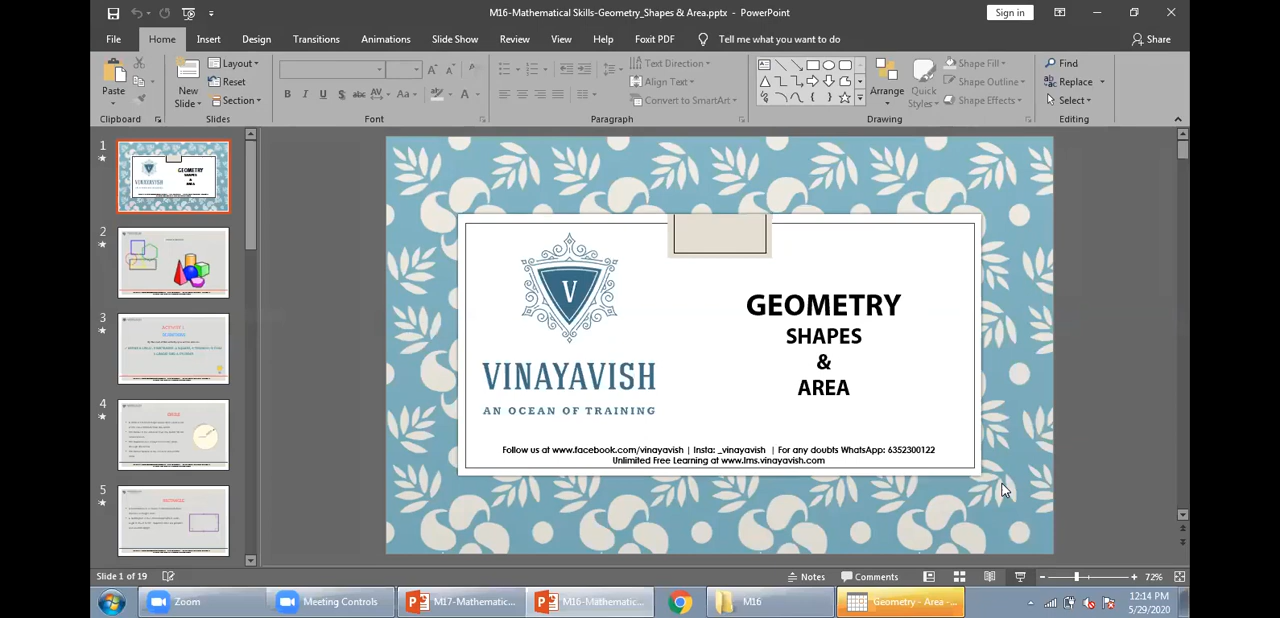 M16-Mathematical Skills-Geometry_Shapes & Area.pptx - PowerPoint
Sign in
File Home Insert Design Transitions Animations Slide Show Review View Help Foxit PDF Tell me what you want to do Share
Paste
New Slide
Layout
Reset
Section
Text Direction
Align Text
Convert to SmartArt
Arrange
Quick Styles
Shape Fill
Shape Outline
Shape Effects
Find
Replace
Select
Clipboard Slides Font Paragraph Drawing Editing
1
2
3
4
5
V
VINAYAVISH
AN OCEAN OF TRAINING
GEOMETRY
SHAPES
&
AREA
Follow us at www.facebook.com/vinayavish | Insta: _vinayavish | For any doubts WhatsApp: 6352300122
Unlimited Free Learning at www.lms.vinayavish.com
Slide 1 of 19
Notes Comments 72%
Zoom Meeting Controls M17-Mathematic... M16-Mathematic... M16 Geometry - Area -...
12:14 PM
5/29/2020